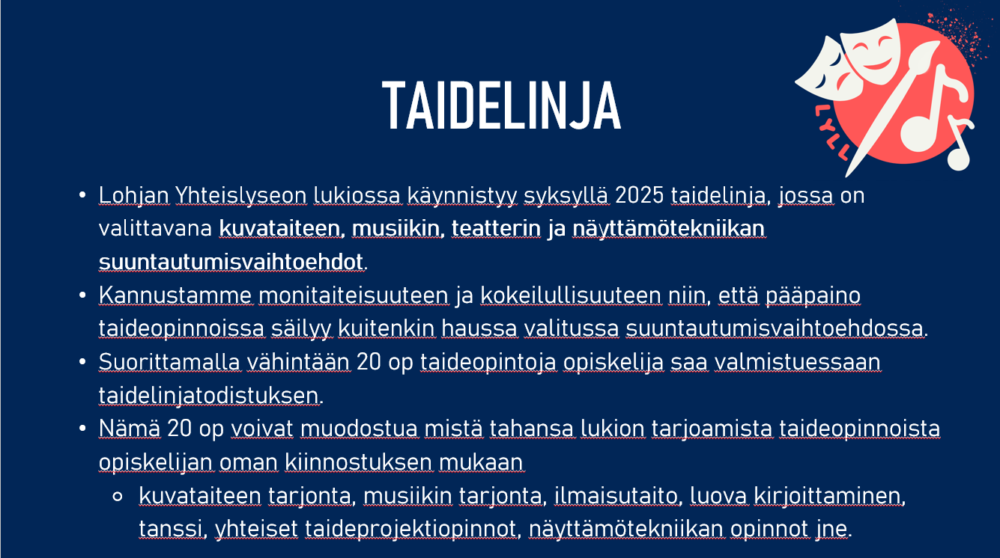 TAIDELINJA
LYLL
• Lohjan Yhteislyseon lukiossa käynnistyy syksyllä 2025 taidelinja, jossa on
valittavana kuvataiteen, musiikin, teatterin ja näyttämötekniikan
suuntautumisvaihtoehdot.
• Kannustamme monitaiteisuuteen ja kokeilullisuuteen niin, että pääpaino
taideopinnoissa säilyy kuitenkin haussa valitussa suuntautumisvaihtoehdossa.
• Suorittamalla vähintään 20 op taideopintoja opiskelija saa valmistuessaan
taidelinjatodistuksen.
• Nämä 20 op voivat muodostua mistä tahansa lukion tarjoamista taideopinnoista
opiskelijan oman kiinnostuksen mukaan
○ kuvataiteen tarjonta, musiikin tarjonta, ilmaisutaito, luova kirjoittaminen,
tanssi, yhteiset taideprojektiopinnot, näyttämötekniikan opinnot jne.